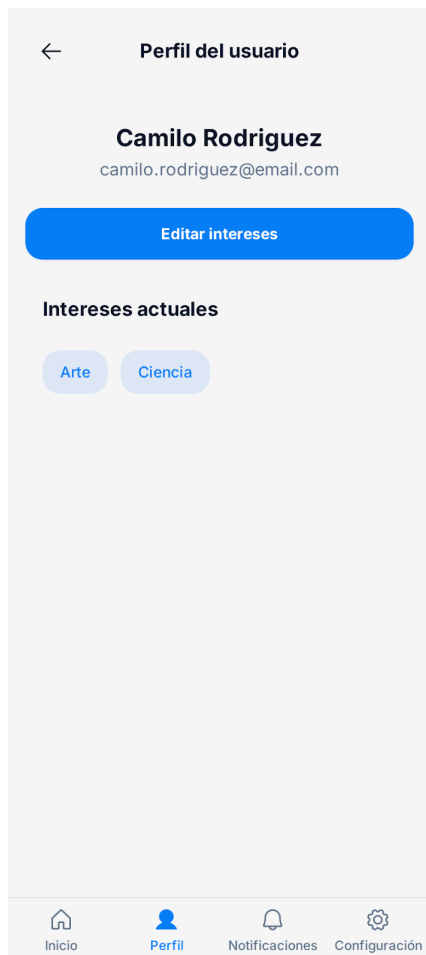 Perfil del usuario
Camilo Rodriguez
camilo.rodriguez@email.com
Editar intereses
Intereses actuales
Arte Ciencia
Inicio Perfil Notificaciones Configuración